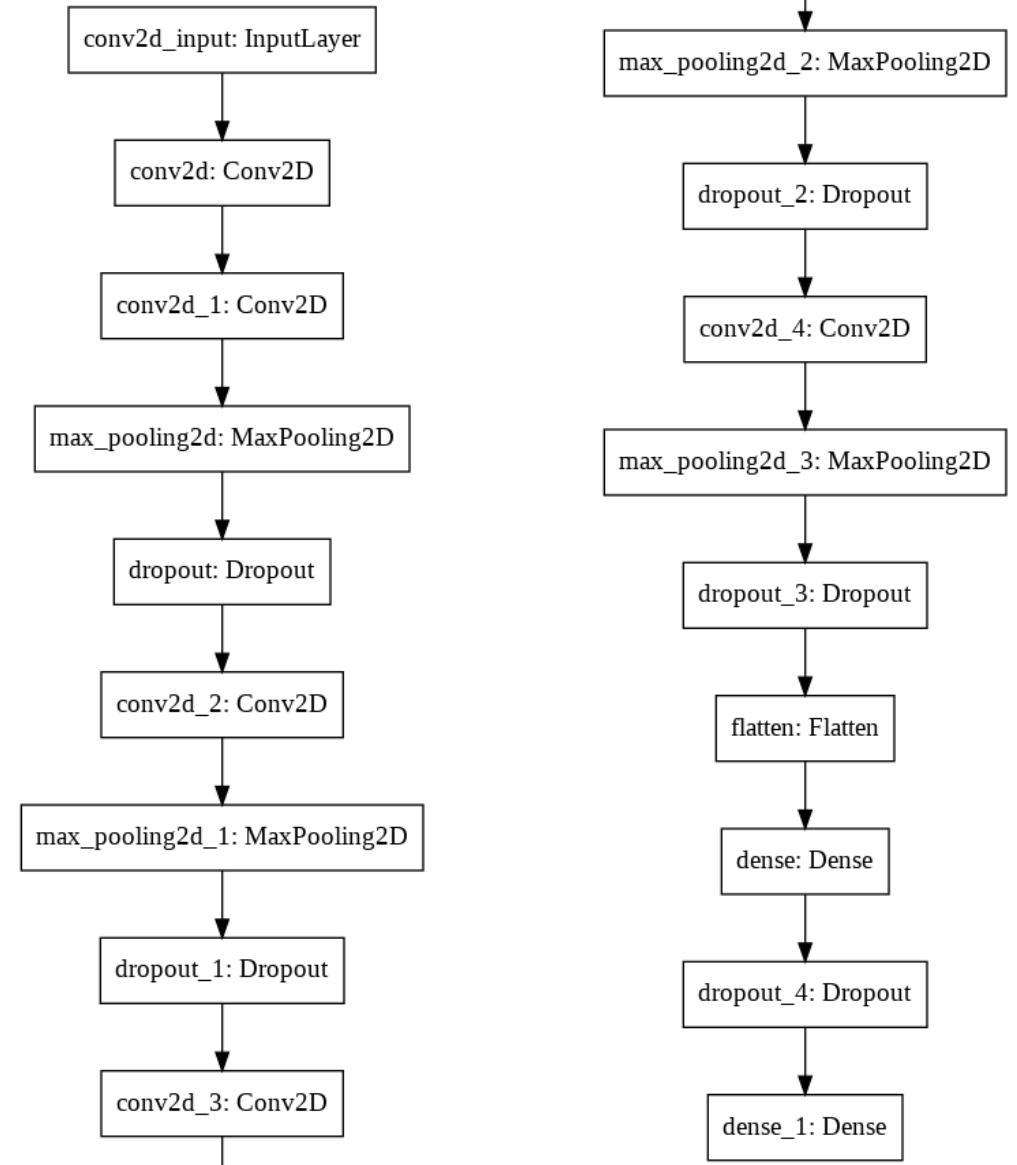 conv2d_input: InputLayer
conv2d: Conv2D
conv2d_1: Conv2D
max_pooling2d: MaxPooling2D
dropout: Dropout
conv2d_2: Conv2D
max_pooling2d_1: MaxPooling2D
dropout_1: Dropout
conv2d_3: Conv2D
max_pooling2d_2: MaxPooling2D
dropout_2: Dropout
conv2d_4: Conv2D
max_pooling2d_3: MaxPooling2D
dropout_3: Dropout
flatten: Flatten
dense: Dense
dropout_4: Dropout
dense_1: Dense